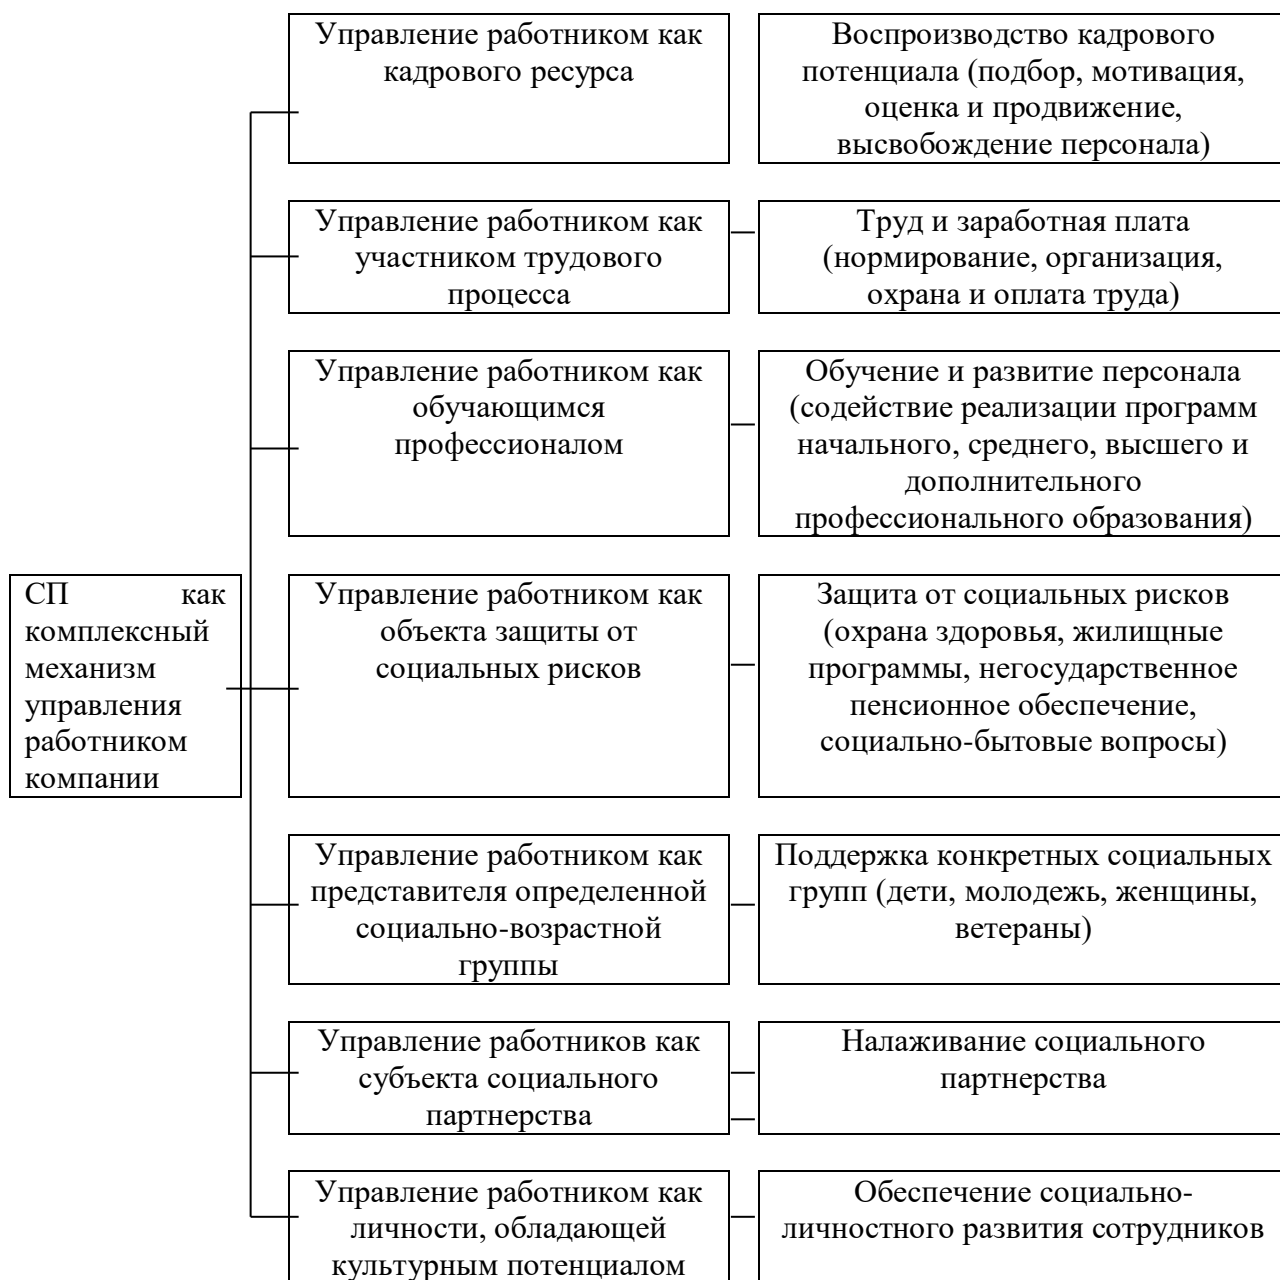 Управление работником как
кадрового ресурса
Воспроизводство кадрового
потенциала (подбор, мотивация,
оценка и продвижение,
высвобождение персонала)
Управление работником как
участником трудового
процесса
Труд и заработная плата
(нормирование, организация,
охрана и оплата труда)
Управление работником как
обучающимся
профессионалом
Обучение и развитие персонала
(содействие реализации программ
начального, среднего, высшего и
дополнительного
профессионального образования)
СП как
комплексный
механизм
управления
работником
компании
Управление работником как
объекта защиты от
социальных рисков
Защита от социальных рисков
(охрана здоровья, жилищные
программы, негосударственное
пенсионное обеспечение,
социально-бытовые вопросы)
Управление работником как
представителя определенной
социально-возрастной
группы
Поддержка конкретных социальных
групп (дети, молодежь, женщины,
ветераны)
Управление работников как
субъекта социального
партнерства
Налаживание социального
партнерства
Управление работником как
личности, обладающей
культурным потенциалом
Обеспечение социально-
личностного развития сотрудников